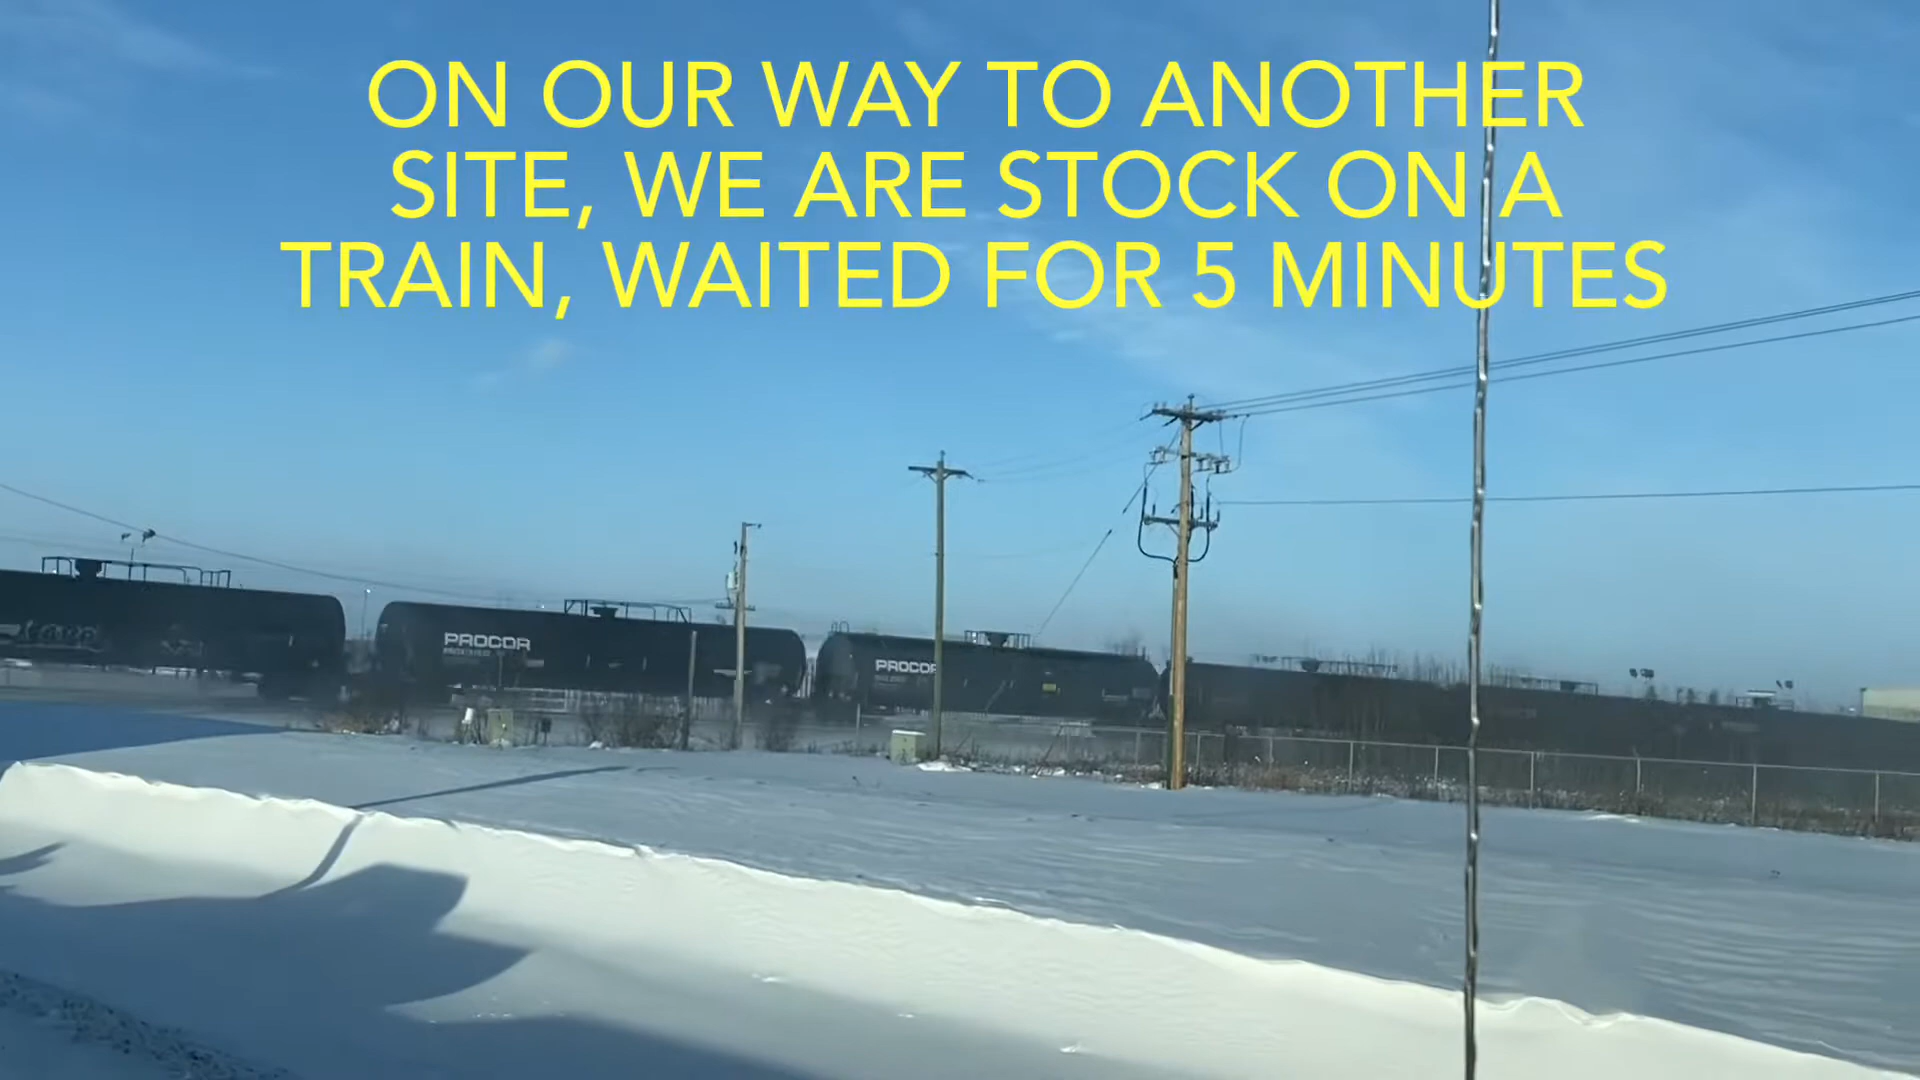 ON OUR WAY TO ANOTHER
SITE, WE ARE STOCK ON A
TRAIN, WAITED FOR 5 MINUTES
PROCOR
PROCOR